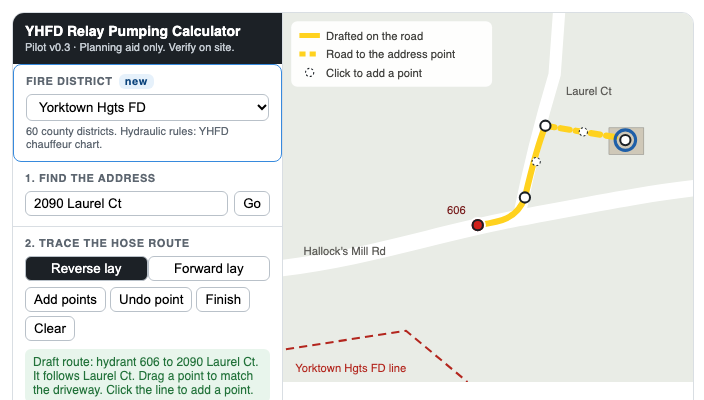 YHFD Relay Pumping Calculator
Pilot v0.3 · Planning aid only. Verify on site.
FIRE DISTRICT new
Yorktown Hgts FD
60 county districts. Hydraulic rules: YHFD
chauffeur chart.
1. FIND THE ADDRESS
2090 Laurel Ct Go
2. TRACE THE HOSE ROUTE
Reverse lay Forward lay
Add points Undo point Finish
Clear
Draft route: hydrant 606 to 2090 Laurel Ct.
It follows Laurel Ct. Drag a point to match
the driveway. Click the line to add a point.
Drafted on the road
Road to the address point
Click to add a point
Laurel Ct
606
Hallock's Mill Rd
Yorktown Hgts FD line